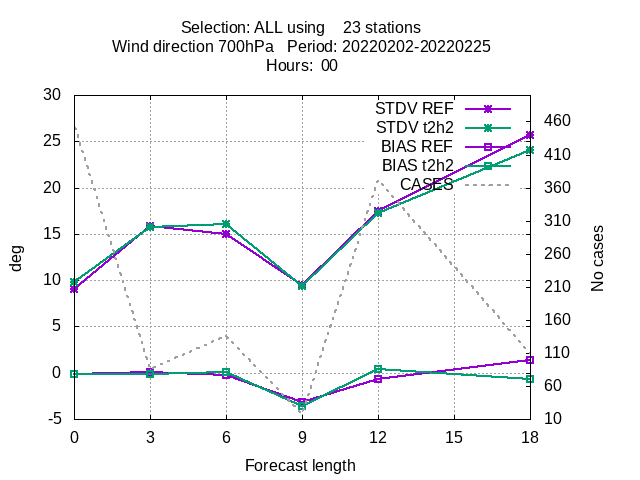 Selection: ALL using    23 stations
Wind direction 700hPa   Period: 20220202-20220225
Hours:  00
STDV REF
STDV t2h2
BIAS REF
BIAS t2h2
CASES
30
25
20
15
10
5
0
-5
deg
460
410
360
310
260
210
160
110
60
10
No cases
0 3 6 9 12 15 18
Forecast length